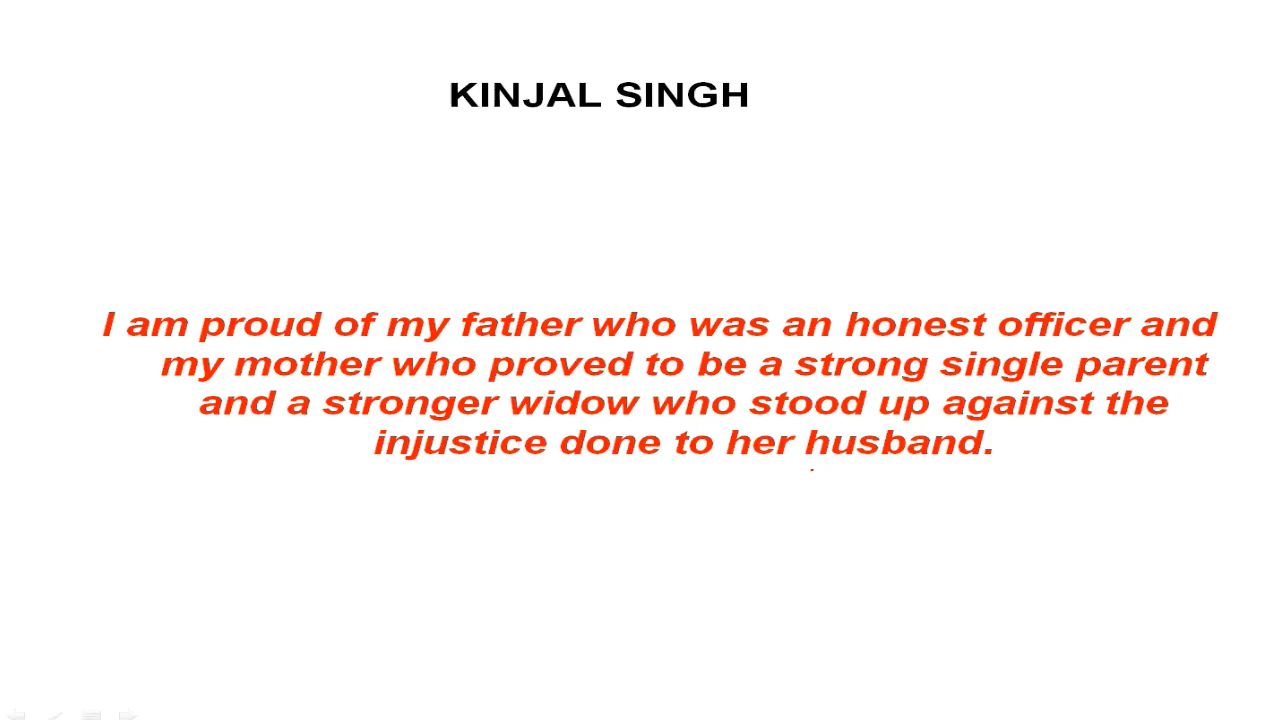 KINJAL SINGH
I am proud of my father who was an honest officer and
my mother who proved to be a strong single parent
and a stronger widow who stood up against the
injustice done to her husband.